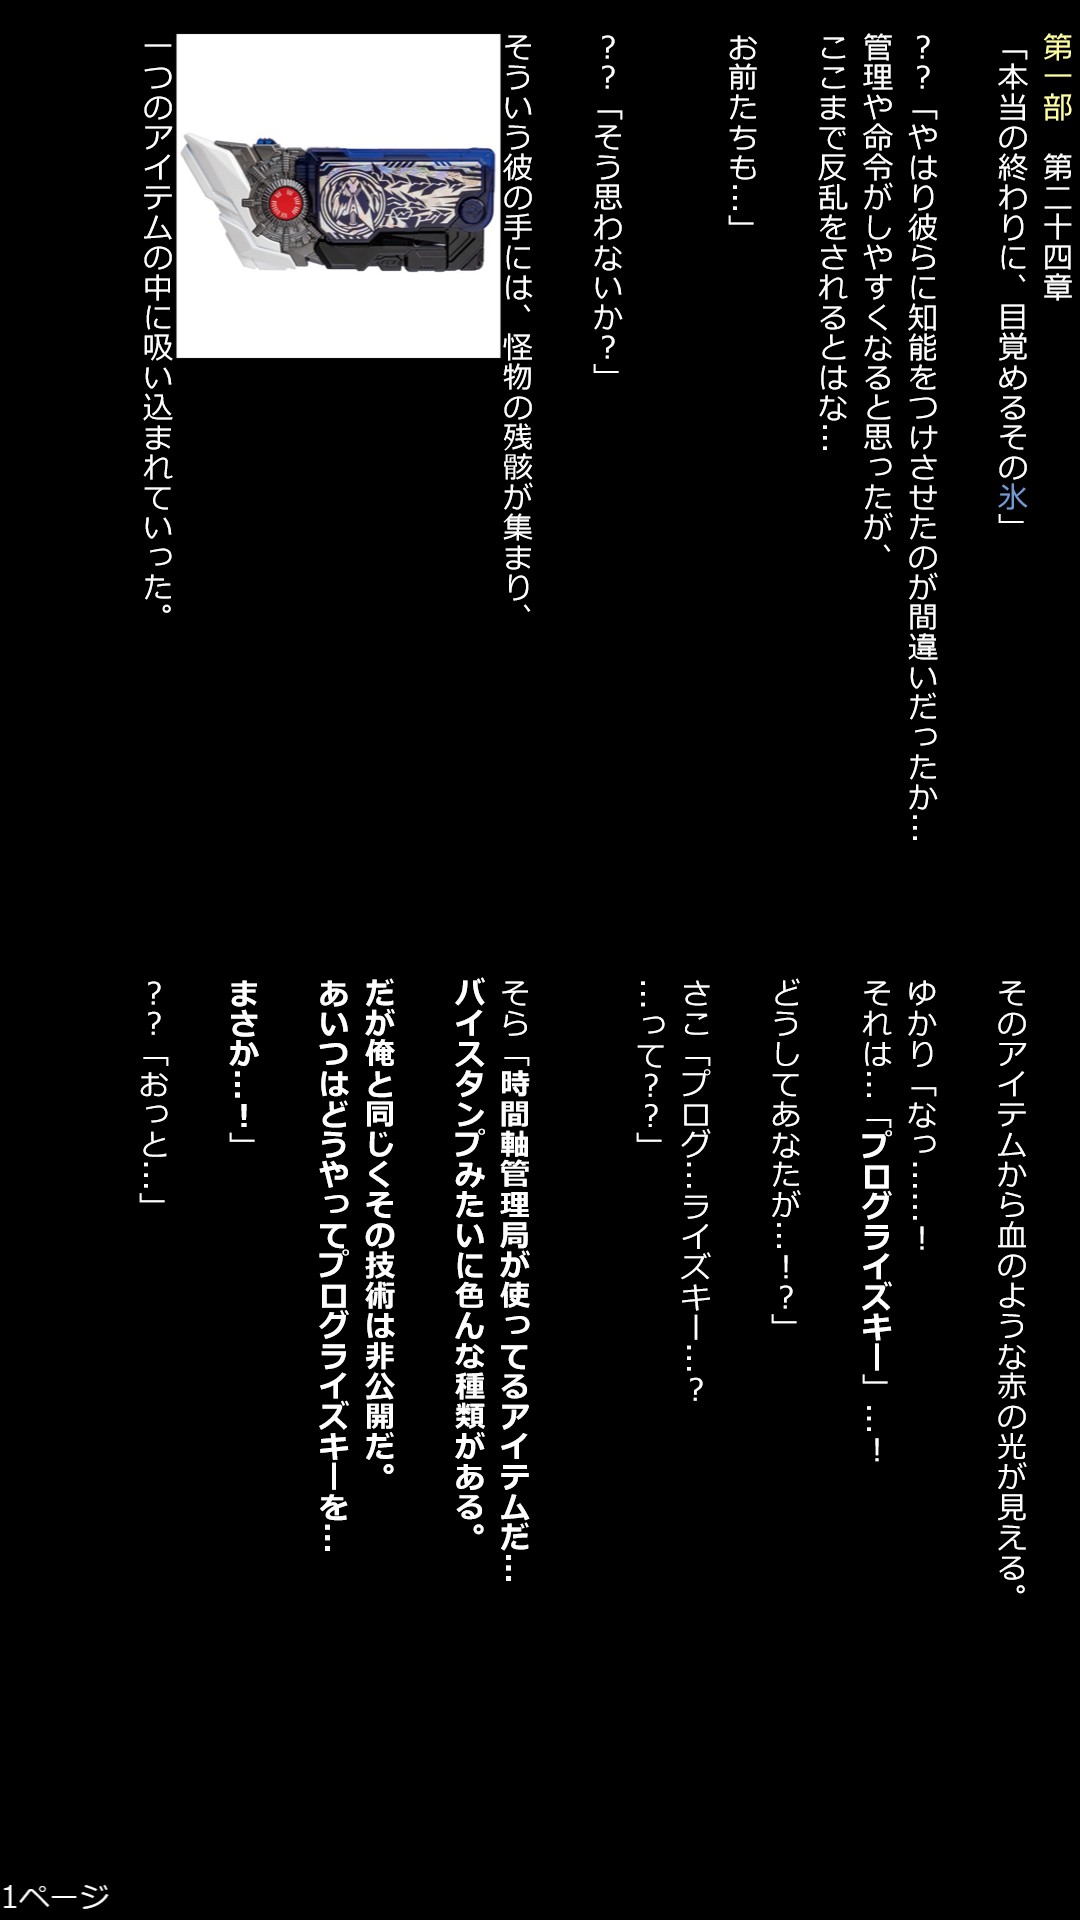 第一部　第二十四章
「本当の終わりに、目覚めるその氷」
？？「やはり彼らに知能をつけさせたのが間違いだったか…
管理や命令がしやすくなると思ったが、
ここまで反乱をされるとはな…
お前たちも…」
？？「そう思わないか？」
そういう彼の手には、怪物の残骸が集まり、
一つのアイテムの中に吸い込まれていった。
そのアイテムから血のような赤の光が見える。
ゆかり「なっ……！
それは…「プログライズキー」…！
どうしてあなたが…！？」
さこ「プログ…ライズキー…？
…って？？」
そら「時間軸管理局が使ってるアイテムだ…
バイスタンプみたいに色んな種類がある。
だが俺と同じくその技術は非公開だ。
あいつはどうやってプログライズキーを…
まさか…！」
？？「おっと…」
1ページ